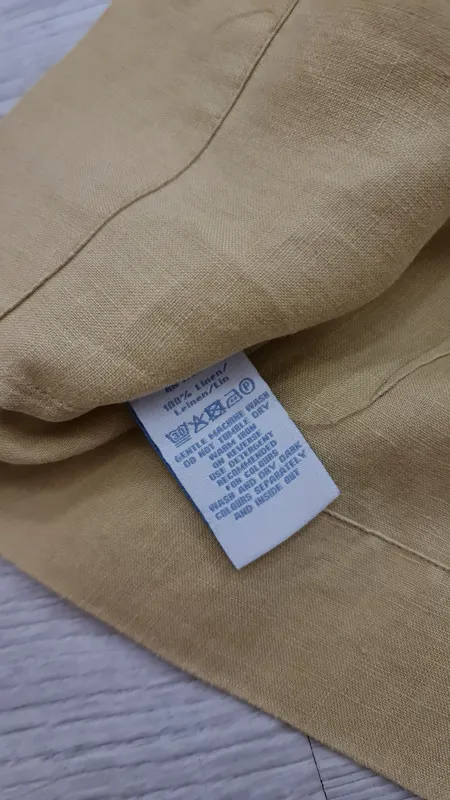 100% Linen/
Leinen/Lin
GENTLE MACHINE WASH
DO NOT TUMBLE DRY
WARM IRON
ON REVERSE
USE DETERGENT
RECOMMENDED
FOR COLOURS
WASH AND DRY DARK
COLOURS SEPARATELY
AND INSIDE OUT